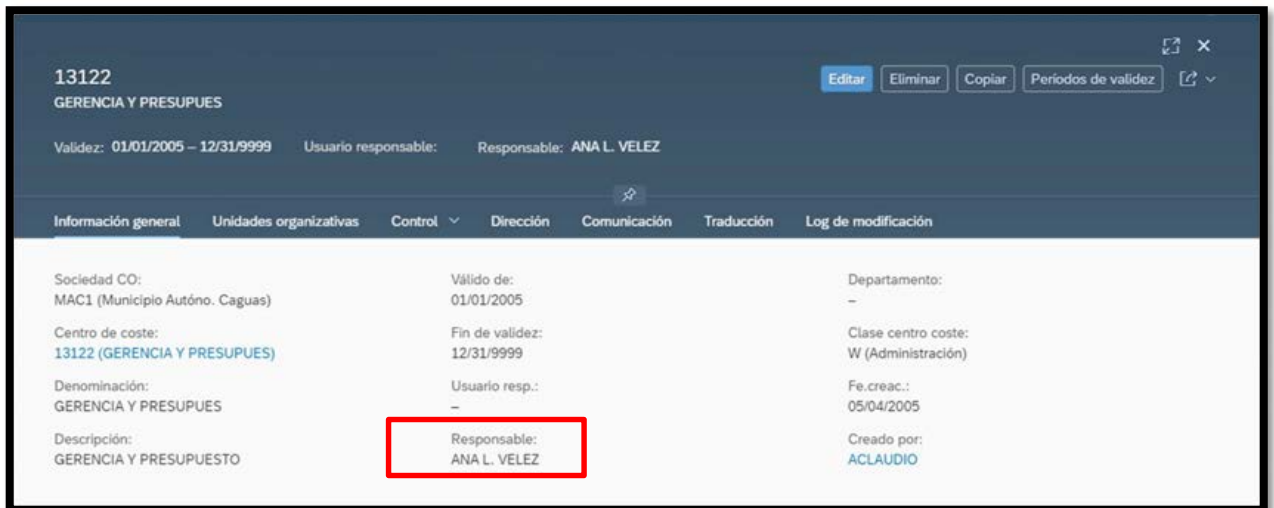 13122
Editar Eliminar Copiar Períodos de validez
GERENCIA Y PRESUPUES
Validez: 01/01/2005 – 12/31/9999 Usuario responsable: Responsable: ANA L. VELEZ
Información general Unidades organizativas Control Dirección Comunicación Traducción Log de modificación
Sociedad CO: Válido de: Departamento:
MAC1 (Municipio Autóno. Caguas) 01/01/2005 –
Centro de coste: Fin de validez: Clase centro coste:
13122 (GERENCIA Y PRESUPUES) 12/31/9999 W (Administración)
Denominación: Usuario resp.: Fe.creac.:
GERENCIA Y PRESUPUES – 05/04/2005
Descripción: Responsable: Creado por:
GERENCIA Y PRESUPUESTO ANA L. VELEZ ACLAUDIO